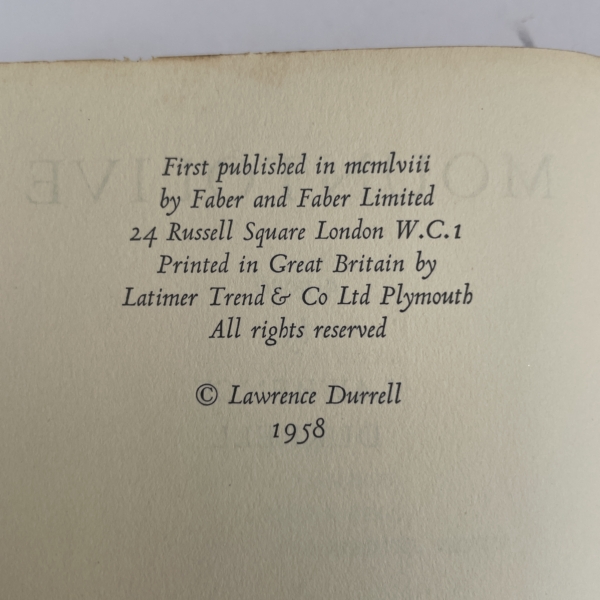 First published in mcmlviii
by Faber and Faber Limited
24 Russell Square London W.C.1
Printed in Great Britain by
Latimer Trend & Co Ltd Plymouth
All rights reserved
© Lawrence Durrell
1958